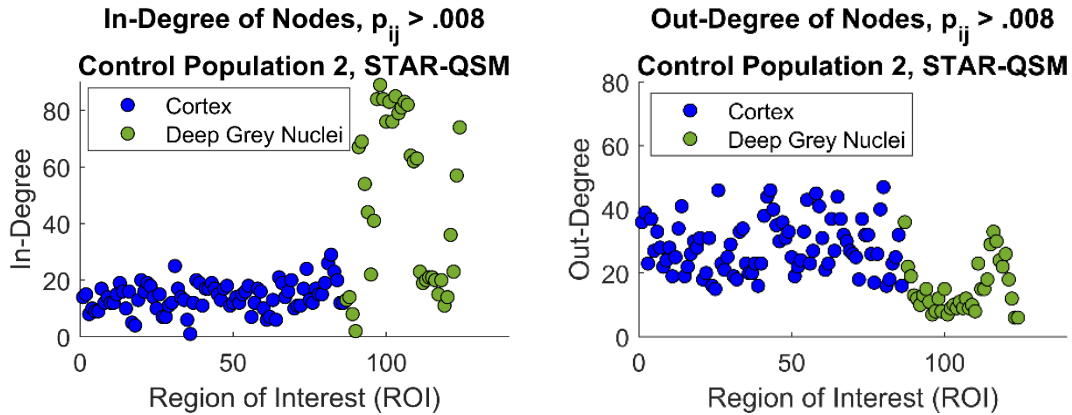 In-Degree of Nodes, p_ij > .008
Control Population 2, STAR-QSM
80
60
40
20
0
In-Degree
Cortex
Deep Grey Nuclei
0 50 100
Region of Interest (ROI)
Out-Degree of Nodes, p_ij > .008
Control Population 2, STAR-QSM
80
60
40
20
0
Out-Degree
Cortex
Deep Grey Nuclei
0 50 100
Region of Interest (ROI)